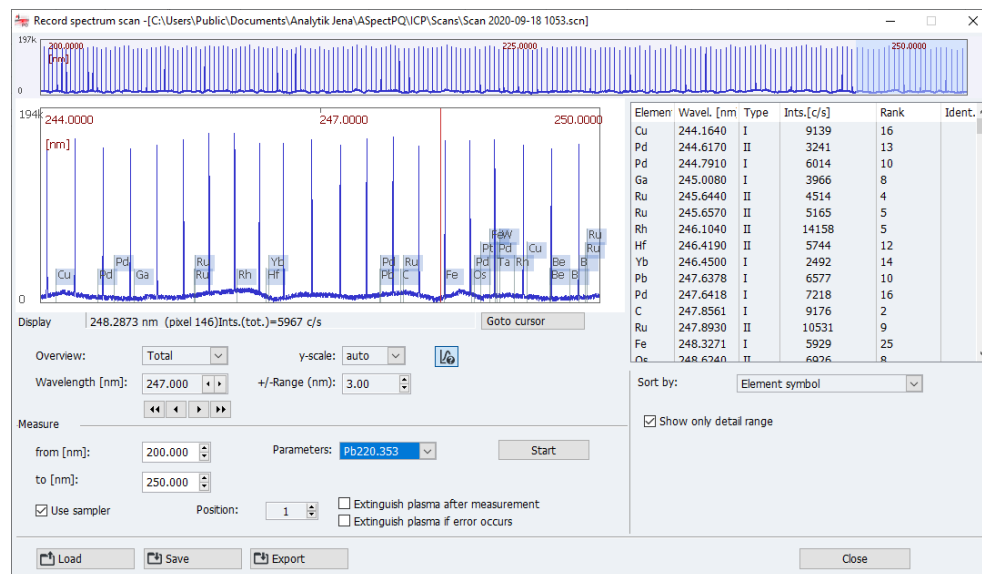 Record spectrum scan -[C:\Users\Public\Documents\Analytik Jena\ASpectPQ\ICP\Scans\Scan 2020-09-18 1053.scn]
197k
200.0000 225.0000 250.0000
[nm]
0
194k 244.0000 247.0000 250.0000
[nm]
Fe W Ru
Pt Pd Cu Ru
Pd Ru Yb Pd Ru Pd Ta Rh Be B
Cu Pd Ga Ru Rh Hf Pb C Fe Os Be B
0
Elemen Wavel. [nm Type Ints.[c/s] Rank Ident.
Cu 244.1640 I 9139 16
Pd 244.6170 II 3241 13
Pd 244.7910 I 6014 10
Ga 245.0080 I 3966 8
Ru 245.6440 II 4514 4
Ru 245.6570 II 5165 5
Rh 246.1040 II 14158 5
Hf 246.4190 II 5744 12
Yb 246.4500 I 2492 14
Pb 247.6378 I 6577 10
Pd 247.6418 I 7218 16
C 247.8561 I 9176 2
Ru 247.8930 II 10531 9
Fe 248.3271 I 5929 25
Os 248.6240 II 6926 8
Display 248.2873 nm (pixel 146)Ints.(tot.)=5967 c/s Goto cursor
Overview: Total y-scale: auto
Wavelength [nm]: 247.000 +/-Range (nm): 3.00
Sort by: Element symbol
Show only detail range
Measure
from [nm]: 200.000 Parameters: Pb220.353 Start
to [nm]: 250.000
Use sampler Position: 1 Extinguish plasma after measurement
Extinguish plasma if error occurs
Load Save Export Close